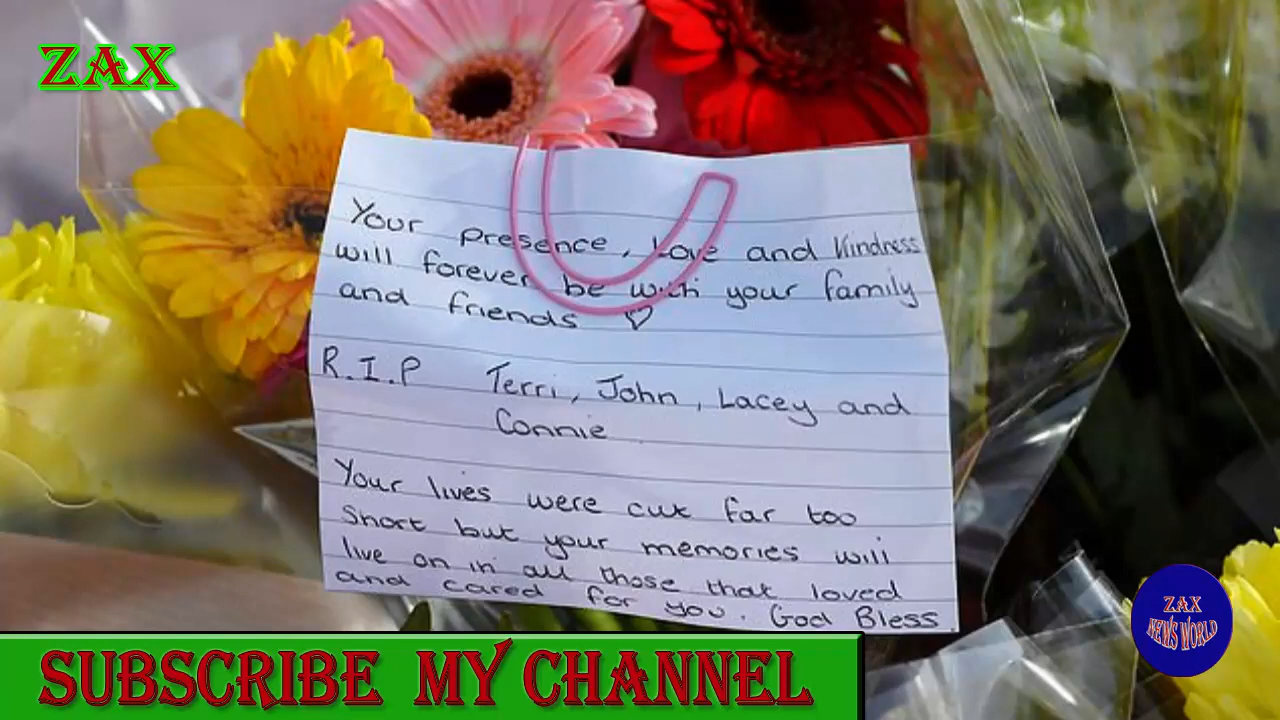 ZAX
Your presence, Love and Kindness
will forever be with your family
and friends ♡
R.I.P Terri, John, Lacey and
Connie
Your lives were cut far too
short but your memories will
live on in all those that loved
and cared for you. God Bless.
ZAX
NEWS WORLD
SUBSCRIBE MY CHANNEL